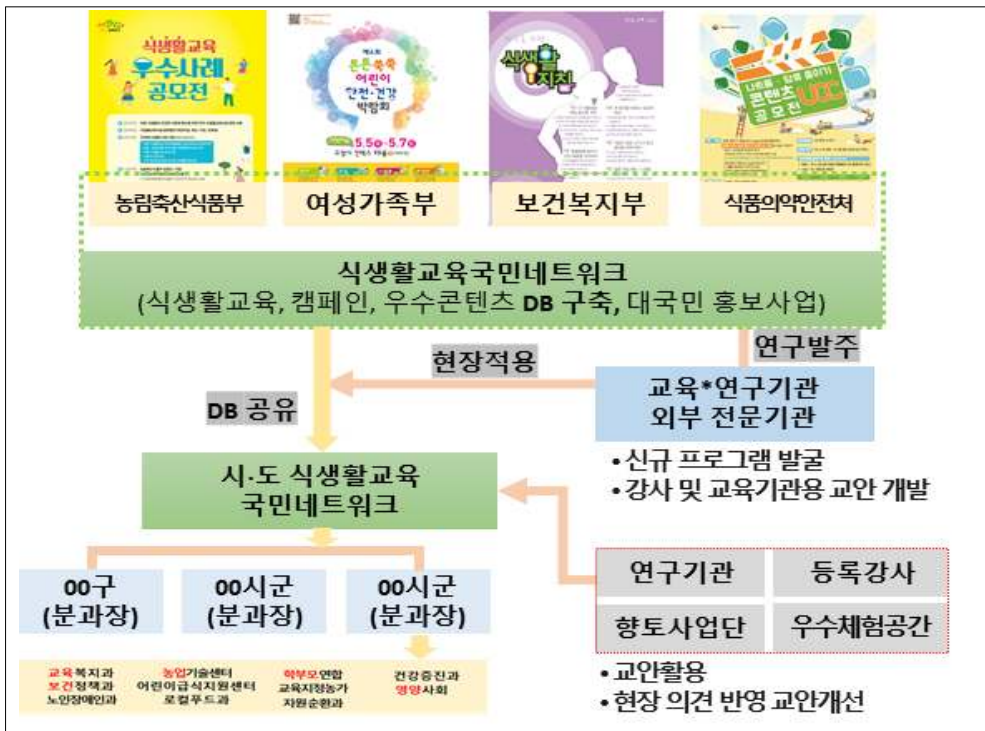 식생활교육
우수사례
공모전
제4회
튼튼쑥쑥
어린이
안전·건강
박람회
5.5 5.7
식생활
지침
나트륨·당류 줄이기
콘텐츠 UCC
공모전
농림축산식품부
여성가족부
보건복지부
식품의약안전처
식생활교육국민네트워크
(식생활교육, 캠페인, 우수콘텐츠 DB 구축, 대국민 홍보사업)
현장적용
연구발주
DB 공유
교육*연구기관
외부 전문기관
• 신규 프로그램 발굴
• 강사 및 교육기관용 교안 개발
시·도 식생활교육
국민네트워크
00구
(분과장)
00시군
(분과장)
00시군
(분과장)
연구기관
등록강사
향토사업단
우수체험공간
• 교안활용
• 현장 의견 반영 교안개선
교육복지과
보건정책과
노인장애인과
농업기술센터
어린이급식지원센터
로컬푸드과
학부모연합
교육지정농가
자원순환과
건강증진과
영양사회